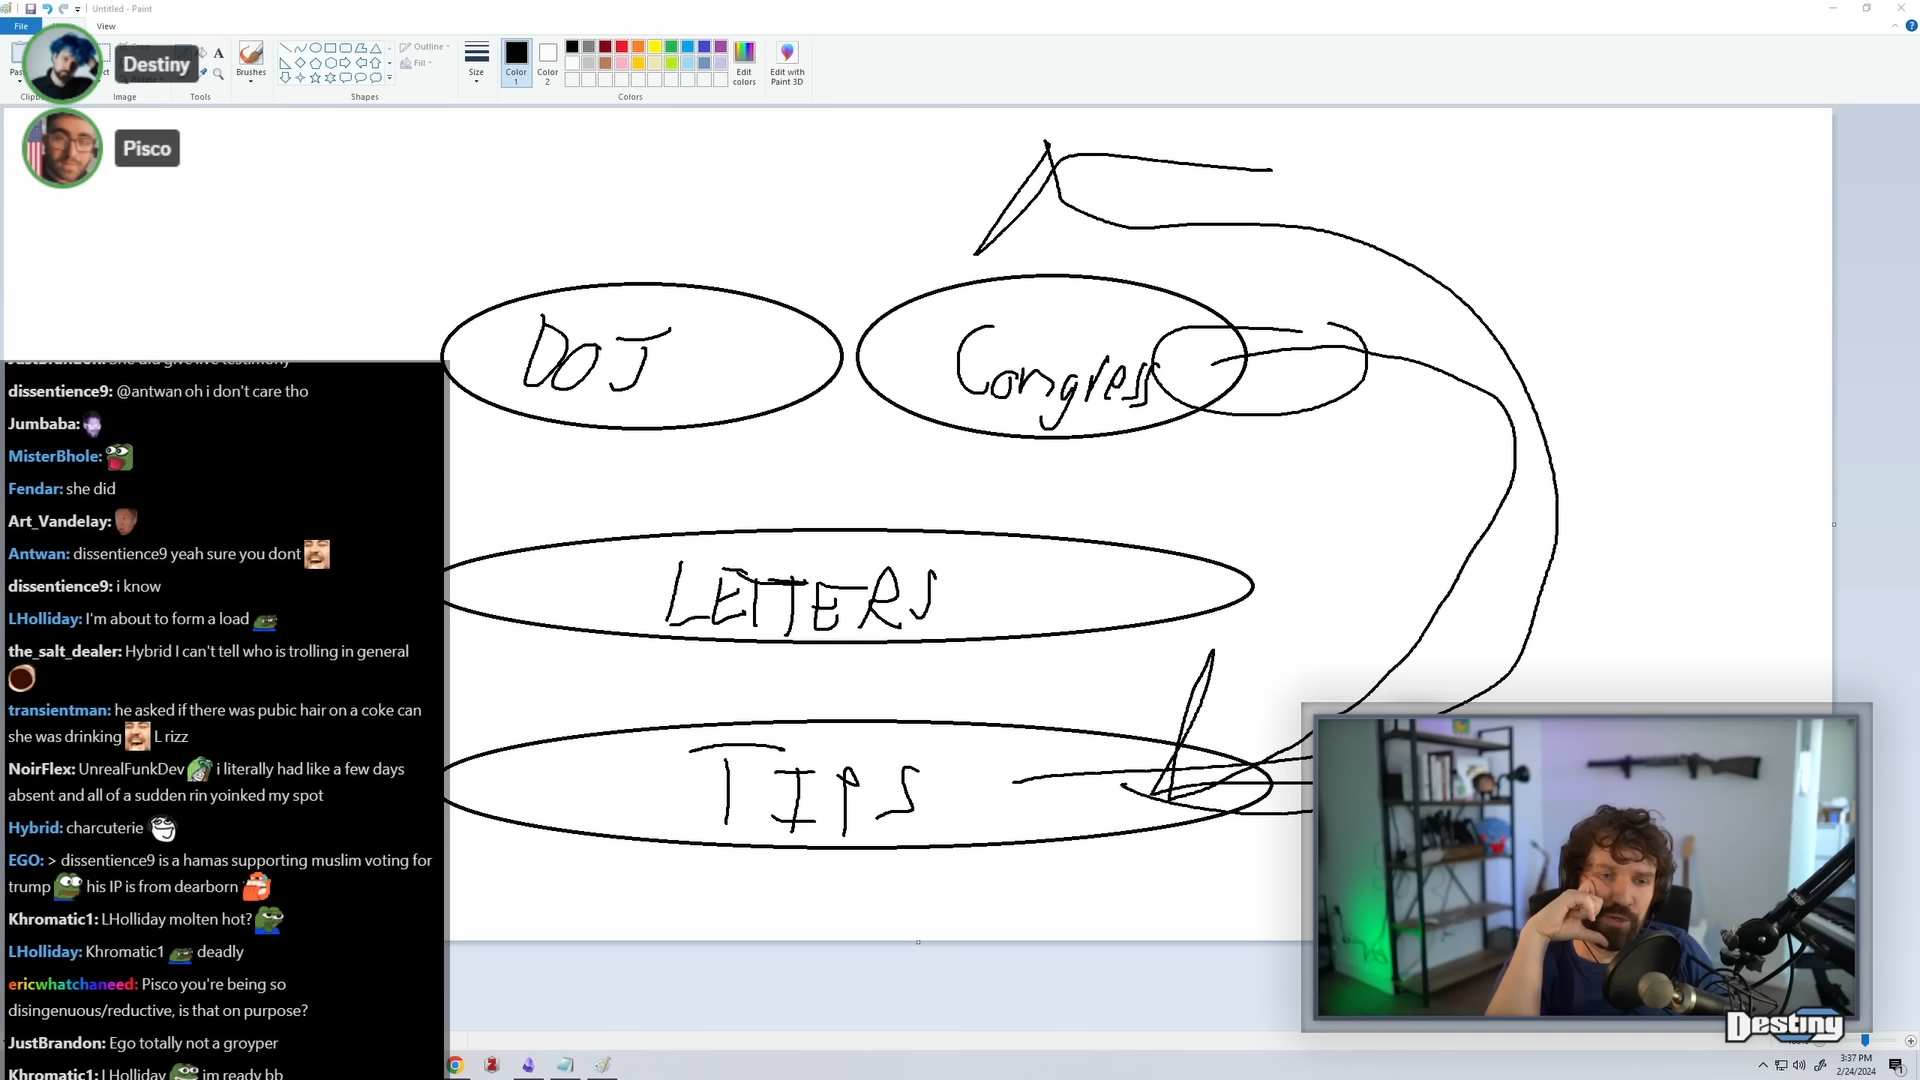 Untitled - Paint
File
View
Destiny
Pisco
Brushes
Outline
Fill
Size
Color
1
Color
2
Edit
colors
Edit with
Paint 3D
Image
Tools
Shapes
Colors
DOJ
Congress
LETTERS
TIPS
dissentience9: @antwan oh i don't care tho
Jumbaba:
MisterBhole:
Fendar: she did
Art_Vandelay:
Antwan: dissentience9 yeah sure you dont
dissentience9: i know
LHolliday: I'm about to form a load
the_salt_dealer: Hybrid I can't tell who is trolling in general
transientman: he asked if there was pubic hair on a coke can
she was drinking L rizz
NoirFlex: UnrealFunkDev i literally had like a few days
absent and all of a sudden rin yoinked my spot
Hybrid: charcuterie
EGO: > dissentience9 is a hamas supporting muslim voting for
trump his IP is from dearborn
Khromatic1: LHolliday molten hot?
LHolliday: Khromatic1 deadly
ericwhatchaneed: Pisco you're being so
disingenuous/reductive, is that on purpose?
JustBrandon: Ego totally not a groyper
Khromatic1: LHolliday im ready bb
Destiny
3:37 PM
2/24/2024